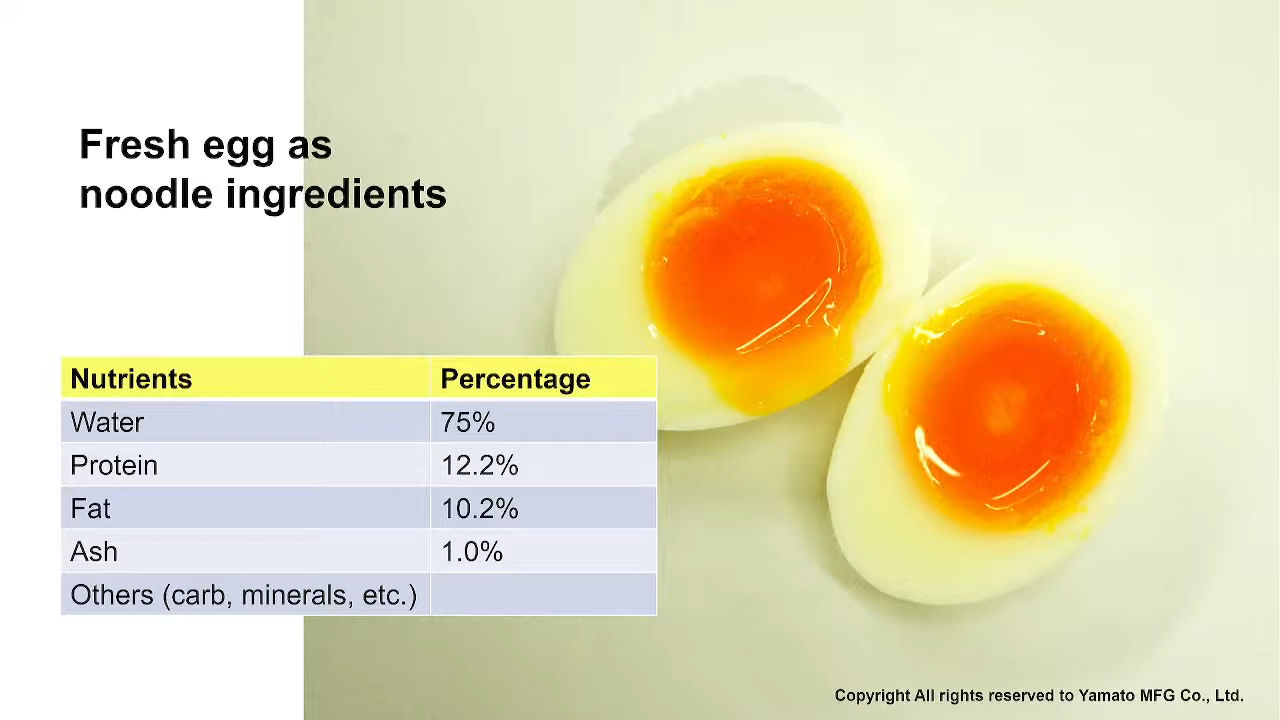 Fresh egg as
noodle ingredients
Nutrients Percentage
Water 75%
Protein 12.2%
Fat 10.2%
Ash 1.0%
Others (carb, minerals, etc.)
Copyright All rights reserved to Yamato MFG Co., Ltd.